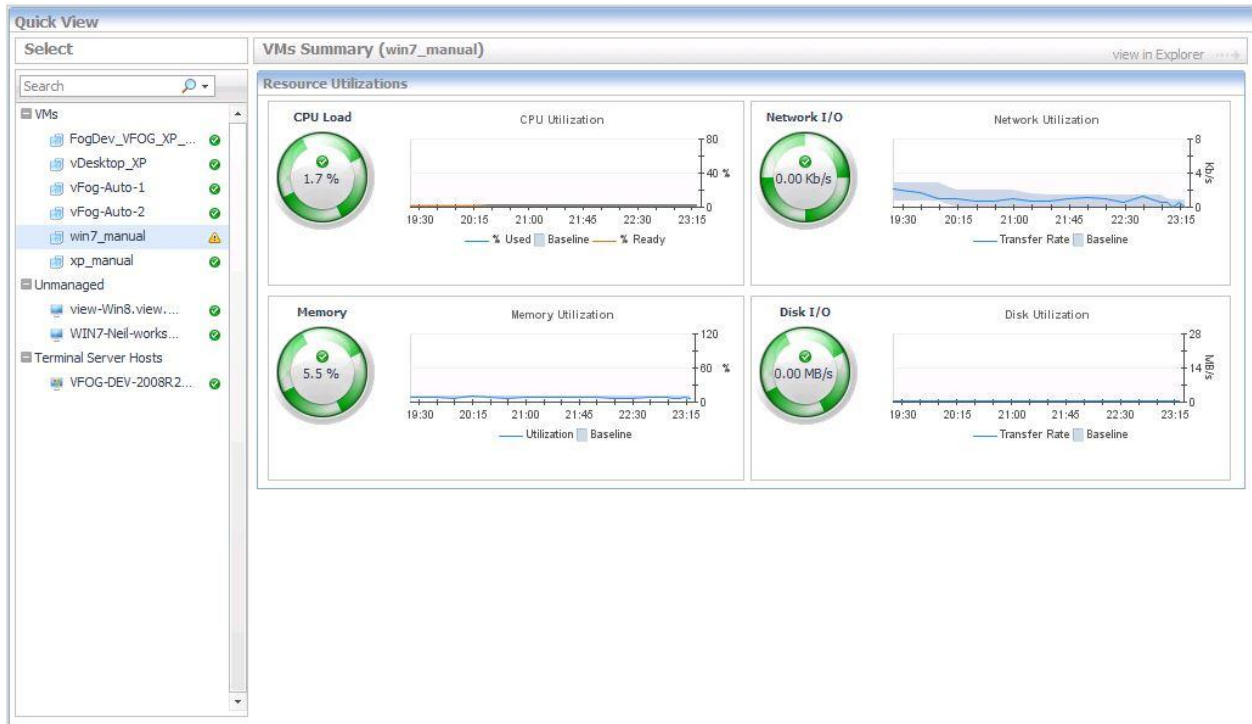 Quick View
Select
VMs Summary (win7_manual)
view in Explorer
Search
Resource Utilizations
VMs
FogDev_VFOG_XP_...
vDesktop_XP
vFog-Auto-1
vFog-Auto-2
win7_manual
xp_manual
Unmanaged
view-Win8.view....
WIN7-Neil-works...
Terminal Server Hosts
VFOG-DEV-2008R2...
CPU Load
CPU Utilization
1.7 %
80
40 %
0
19:30 20:15 21:00 21:45 22:30 23:15
% Used Baseline % Ready
Network I/O
Network Utilization
0.00 Kb/s
8
4
0
Kb/s
19:30 20:15 21:00 21:45 22:30 23:15
Transfer Rate Baseline
Memory
Memory Utilization
5.5 %
120
60 %
0
19:30 20:15 21:00 21:45 22:30 23:15
Utilization Baseline
Disk I/O
Disk Utilization
0.00 MB/s
28
14
0
MB/s
19:30 20:15 21:00 21:45 22:30 23:15
Transfer Rate Baseline